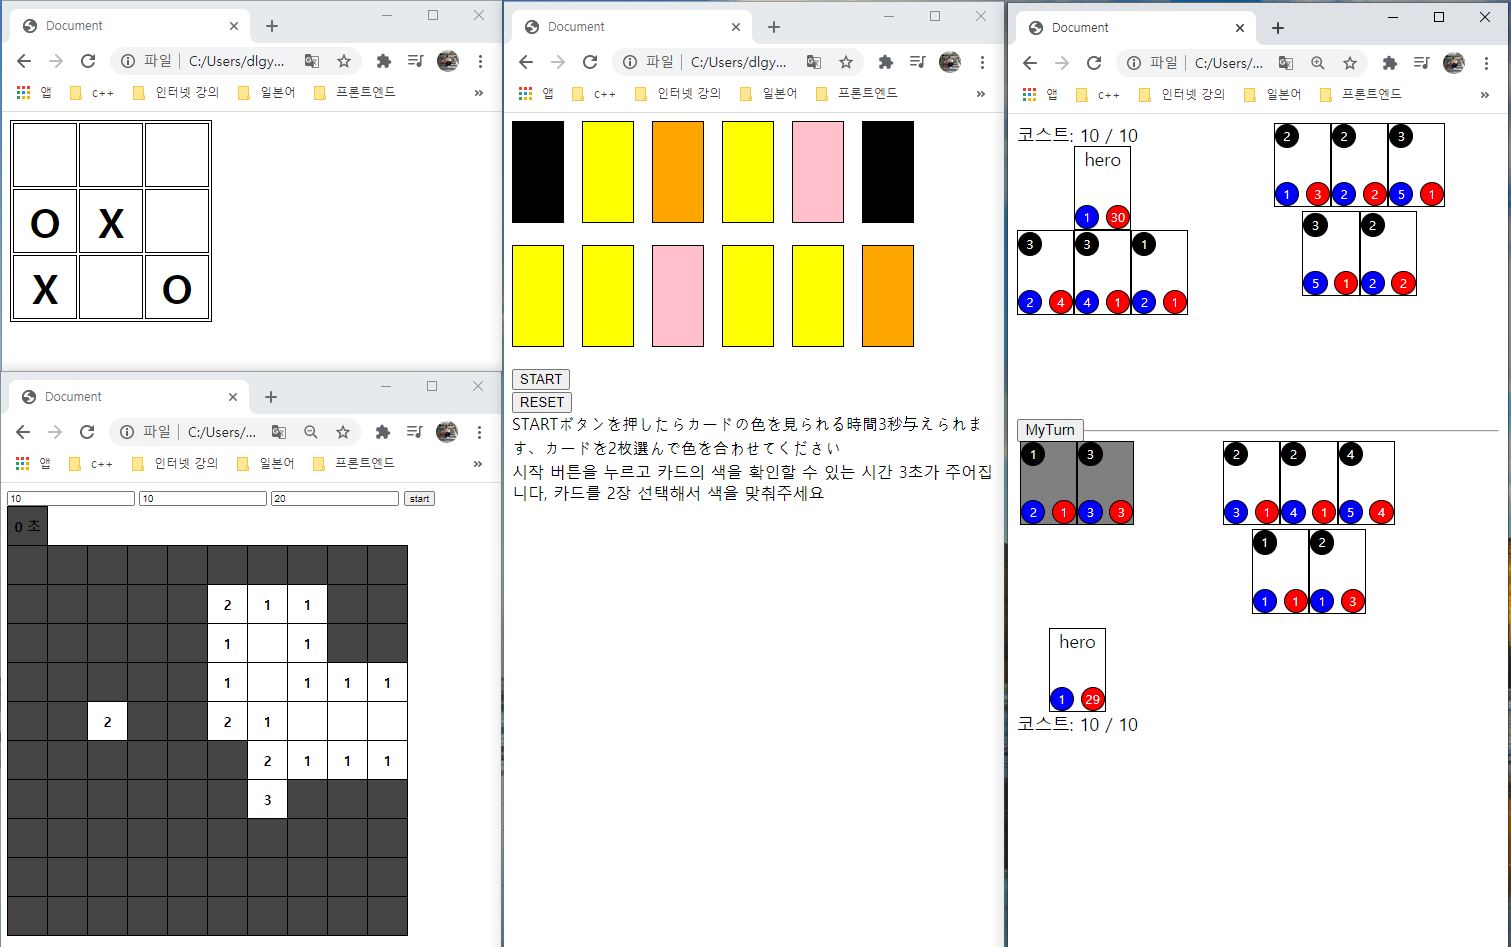 Document
파일 C:/Users/dlgy...
앱 c++ 인터넷 강의 일본어 프론트엔드 »
O X
X O
Document
파일 C:/Users/...
앱 c++ 인터넷 강의 일본어 프론트엔드 »
10 10 20 start
0 초
2 1 1
1 1
1 1 1 1
2 2 1
2 1 1 1
3
Document
파일 C:/Users/dlgy...
앱 c++ 인터넷 강의 일본어 프론트엔드 »
START
RESET
STARTボタンを押したらカードの色を見られる時間3秒与えられま
す、カードを2枚選んで色を合わせてください
시작 버튼을 누르고 카드의 색을 확인할 수 있는 시간 3초가 주어집
니다, 카드를 2장 선택해서 색을 맞춰주세요
Document
파일 C:/Users/...
앱 c++ 인터넷 강의 일본어 프론트엔드 »
코스트: 10 / 10
hero
1 30
3 3 1
2 4 4 1 2 1
2 2 3
1 3 2 2 5 1
3 2
5 1 2 2
MyTurn
1 3
2 1 3 3
2 2 4
3 1 4 1 5 4
1 2
1 1 1 3
hero
1 29
코스트: 10 / 10